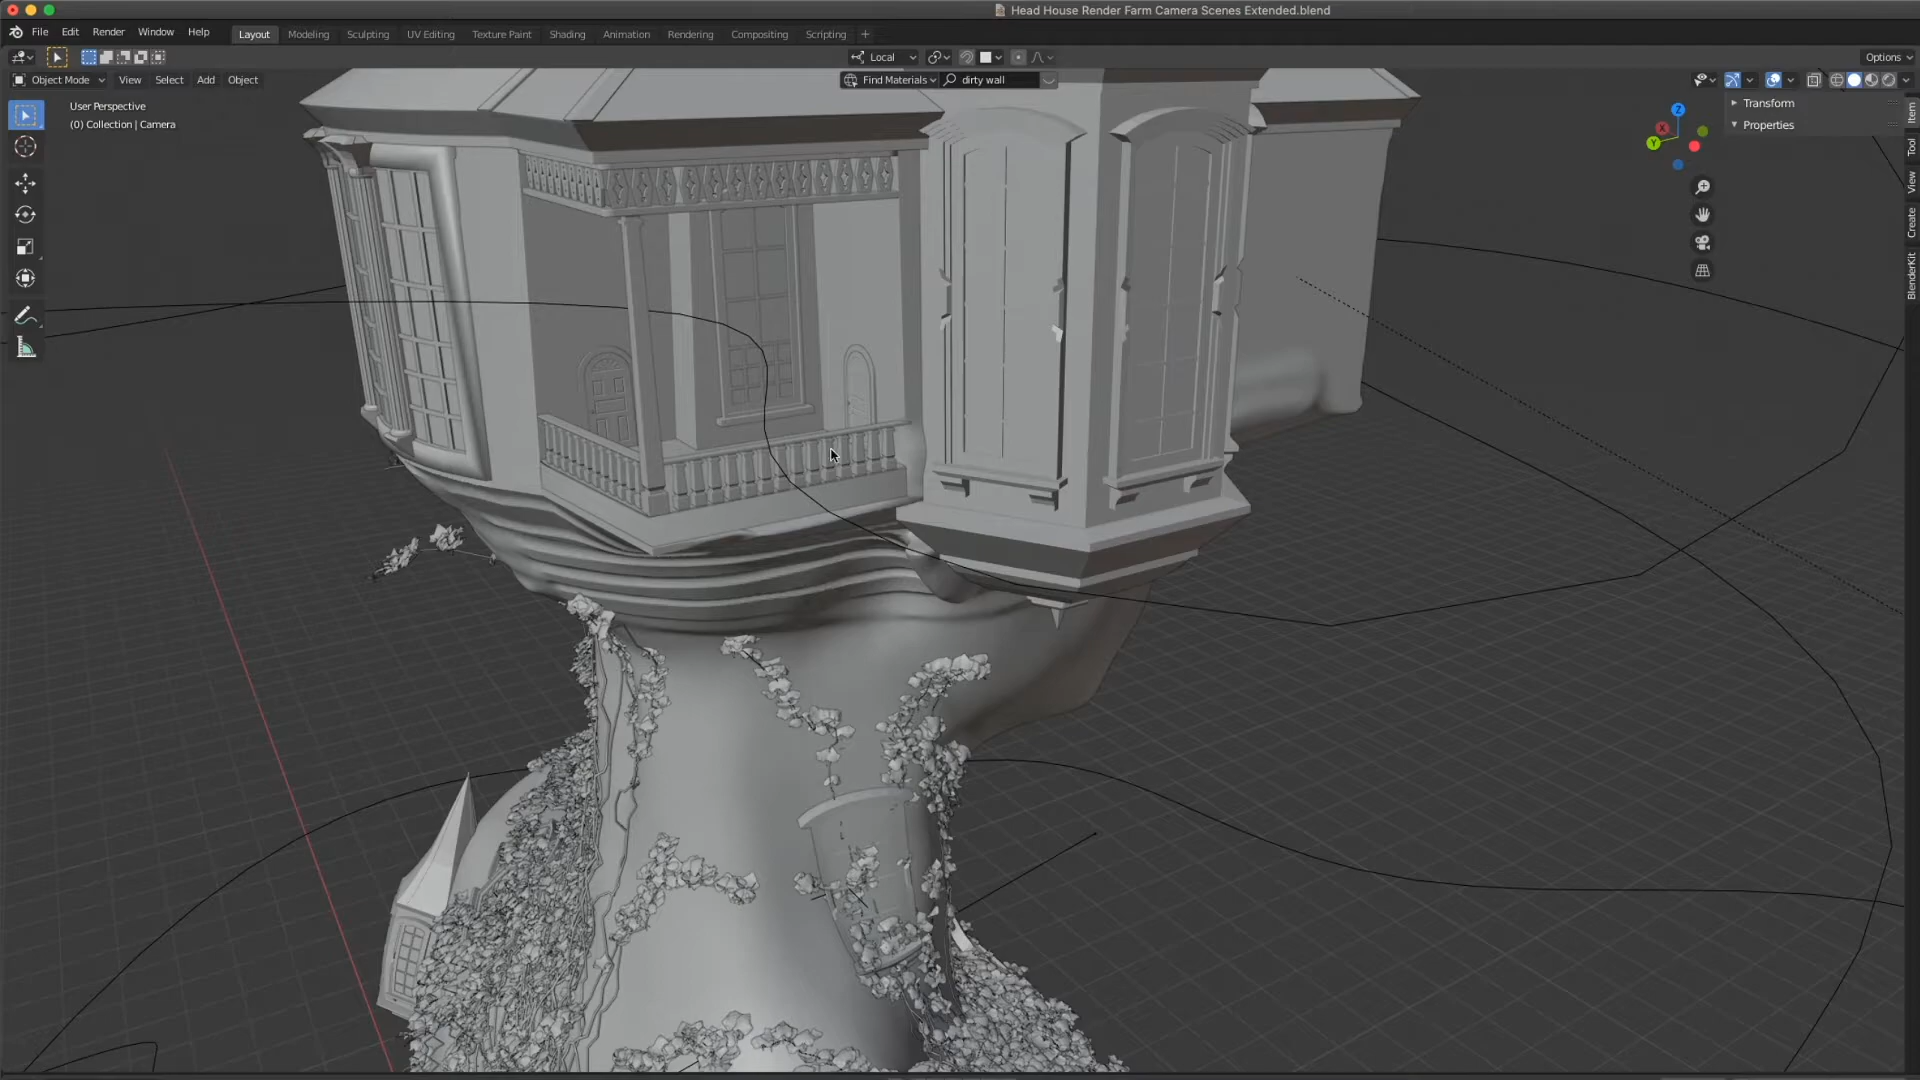 Head House Render Farm Camera Scenes Extended.blend
File Edit Render Window Help
Layout Modeling Sculpting UV Editing Texture Paint Shading Animation Rendering Compositing Scripting +
Local
Options
Object Mode View Select Add Object
Find Materials dirty wall
User Perspective
(0) Collection | Camera
Transform
Properties
Z
Y
Item
Tool
View
Create
BlenderKit